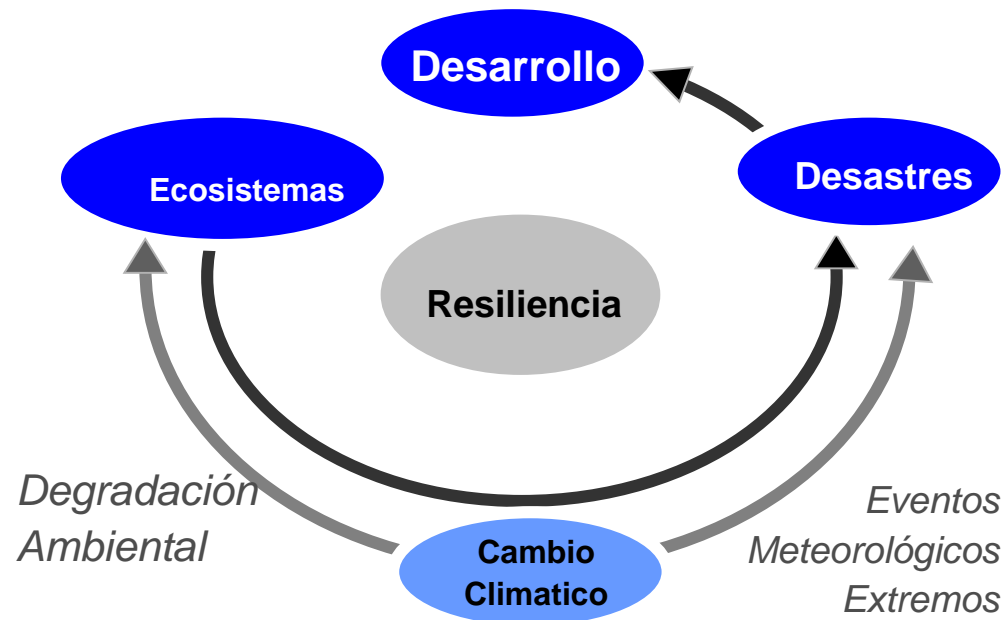 Desarrollo
Ecosistemas
Desastres
Resiliencia
Degradación
Ambiental
Cambio
Climatico
Eventos
Meteorológicos
Extremos